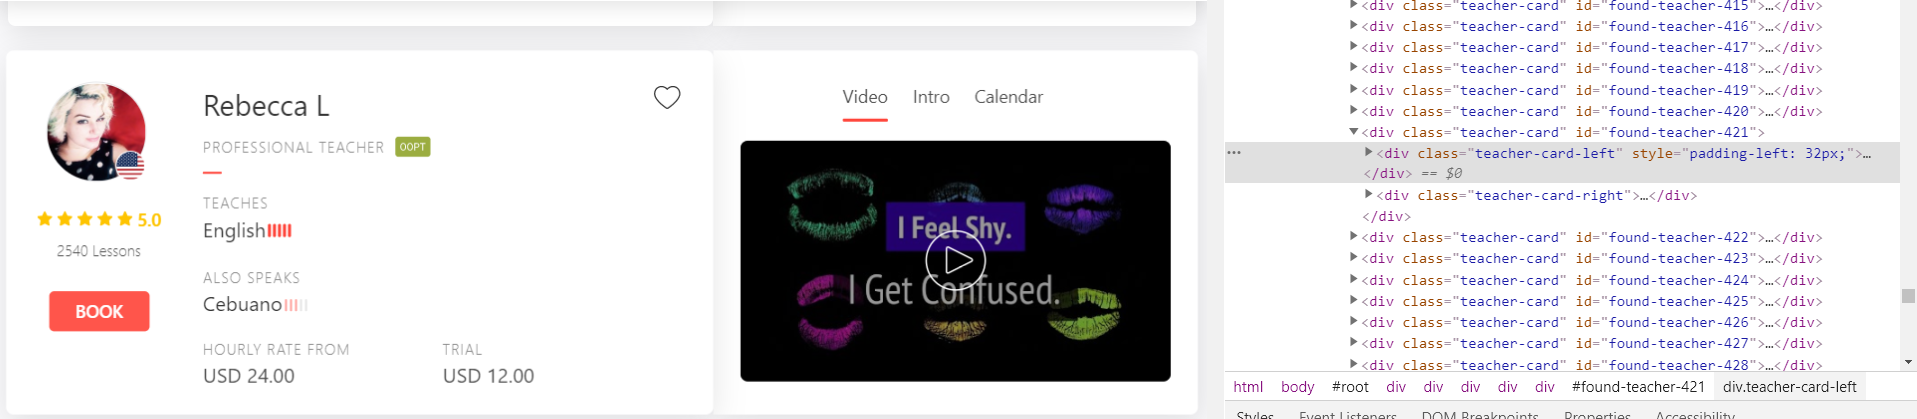 Rebecca L
PROFESSIONAL TEACHER OOPT
TEACHES
English
ALSO SPEAKS
Cebuano
HOURLY RATE FROM
USD 24.00
TRIAL
USD 12.00
5.0
2540 Lessons
BOOK
Video Intro Calendar
I Feel Shy.
I Get Confused.
▶<div class="teacher-card" id="found-teacher-415">…</div>
▶<div class="teacher-card" id="found-teacher-416">…</div>
▶<div class="teacher-card" id="found-teacher-417">…</div>
▶<div class="teacher-card" id="found-teacher-418">…</div>
▶<div class="teacher-card" id="found-teacher-419">…</div>
▶<div class="teacher-card" id="found-teacher-420">…</div>
▼<div class="teacher-card" id="found-teacher-421">
… ▶<div class="teacher-card-left" style="padding-left: 32px;">…
</div> == $0
▶<div class="teacher-card-right">…</div>
</div>
▶<div class="teacher-card" id="found-teacher-422">…</div>
▶<div class="teacher-card" id="found-teacher-423">…</div>
▶<div class="teacher-card" id="found-teacher-424">…</div>
▶<div class="teacher-card" id="found-teacher-425">…</div>
▶<div class="teacher-card" id="found-teacher-426">…</div>
▶<div class="teacher-card" id="found-teacher-427">…</div>
▶<div class="teacher-card" id="found-teacher-428">…</div>
html body #root div div div div #found-teacher-421 div.teacher-card-left
Styles Event Listeners DOM Breakpoints Properties Accessibility